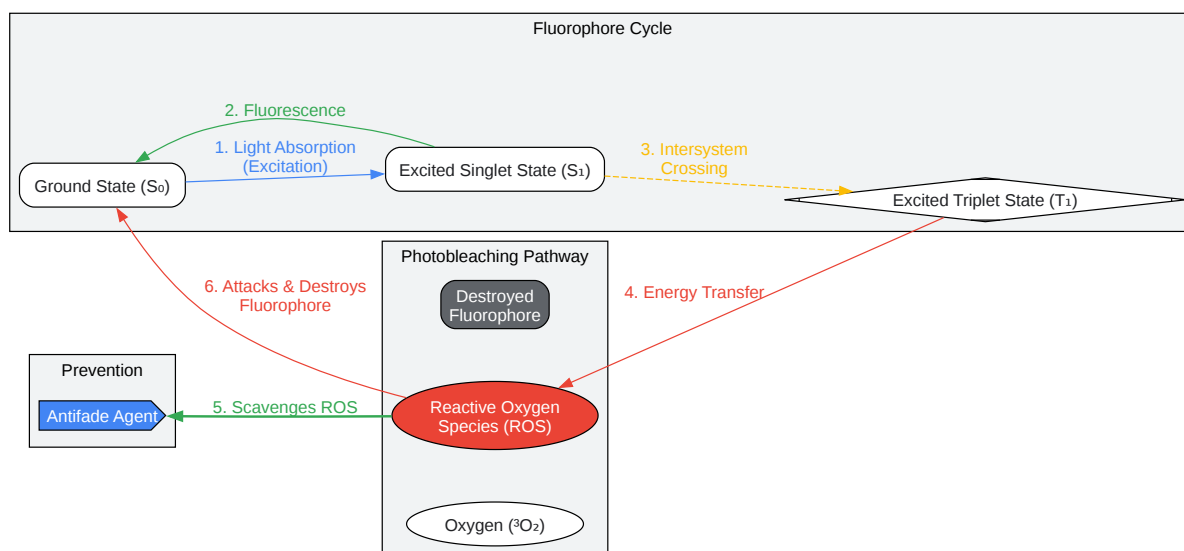 Fluorophore Cycle
2. Fluorescence
1. Light Absorption
(Excitation)
3. Intersystem
Crossing
Ground State (S₀)
Excited Singlet State (S₁)
Excited Triplet State (T₁)
Photobleaching Pathway
6. Attacks & Destroys
Fluorophore
Destroyed
Fluorophore
4. Energy Transfer
Prevention
Antifade Agent
5. Scavenges ROS
Reactive Oxygen
Species (ROS)
Oxygen (³O₂)